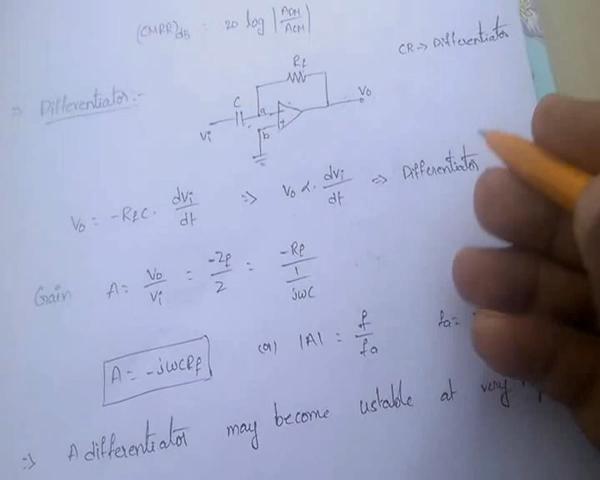 (CMRR)dB = 20 log |ADM/ACM|
CR → Differentiator
⇒ Differentiator:-
Rf
C
a
-
Vo
Vi
b
+
Vo = -RfC · dVi/dt ⇒ Vo α · dVi/dt ⇒ Differentiator
Gain A = Vo/Vi = -Zf/Z = -Rf/(1/jωC)
A = -jωCRf (or) |A| = f/fa fa =
⇒ A differentiator may become ustable at very